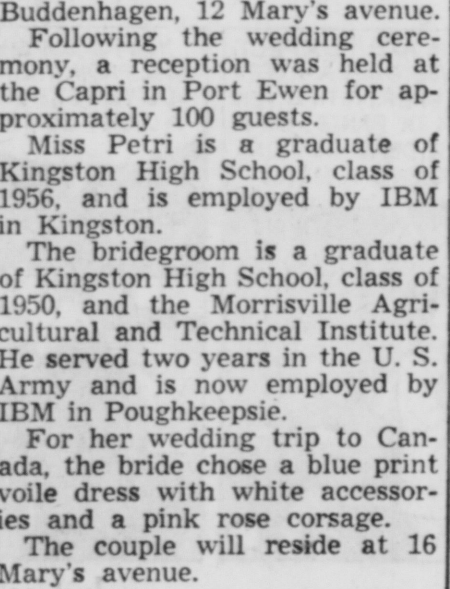 Buddenhagen, 12 Mary's avenue.
Following the wedding cere-
mony, a reception was held at
the Capri in Port Ewen for ap-
proximately 100 guests.
Miss Petri is a graduate of
Kingston High School, class of
1956, and is employed by IBM
in Kingston.
The bridegroom is a graduate
of Kingston High School, class of
1950, and the Morrisville Agri-
cultural and Technical Institute.
He served two years in the U. S.
Army and is now employed by
IBM in Poughkeepsie.
For her wedding trip to Can-
ada, the bride chose a blue print
voile dress with white accessor-
ies and a pink rose corsage.
The couple will reside at 16
Mary's avenue.